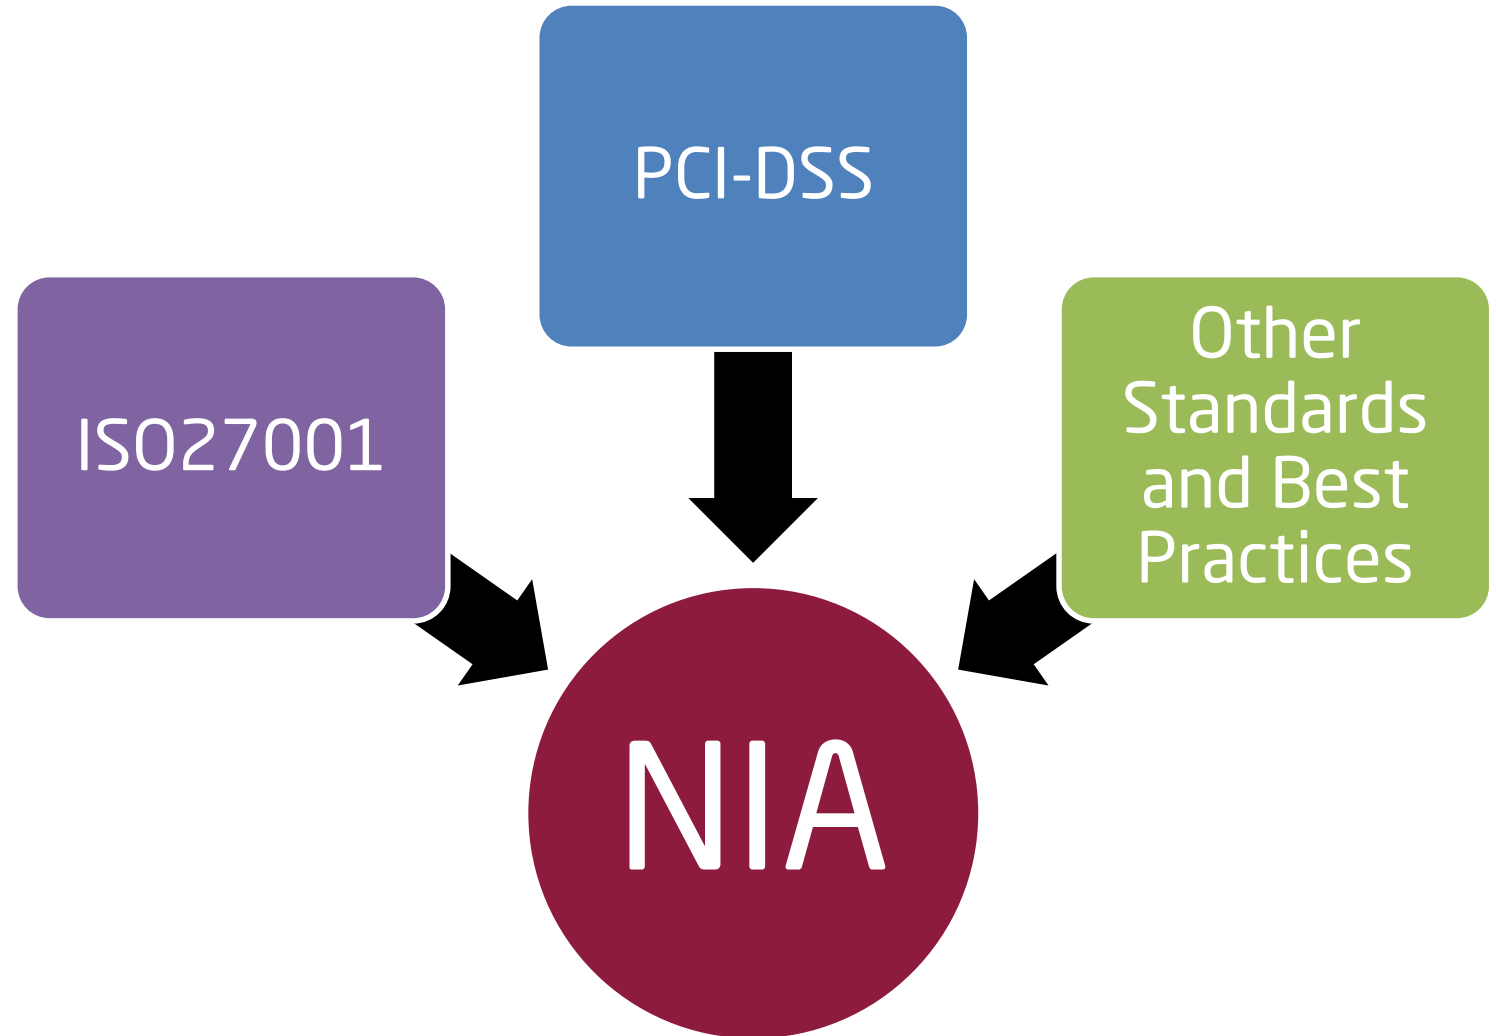 PCI-DSS
ISO27001
Other
Standards
and Best
Practices
NIA